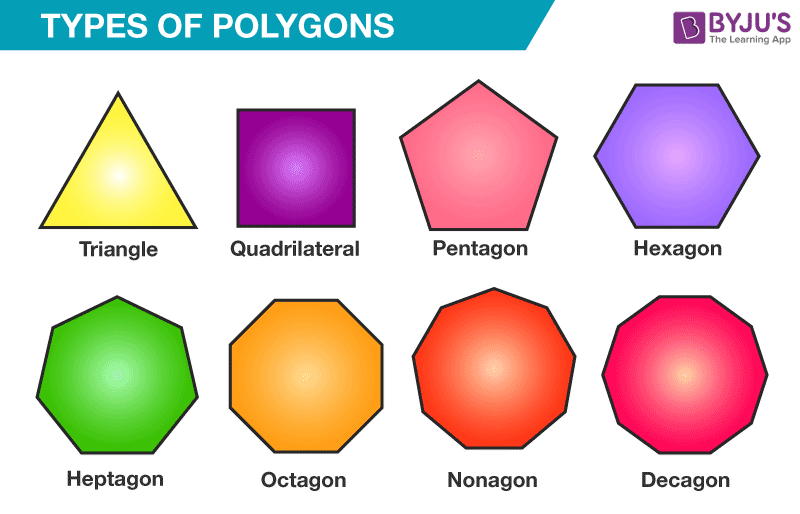 TYPES OF POLYGONS
BYJU'S
The Learning App
Triangle
Quadrilateral
Pentagon
Hexagon
Heptagon
Octagon
Nonagon
Decagon